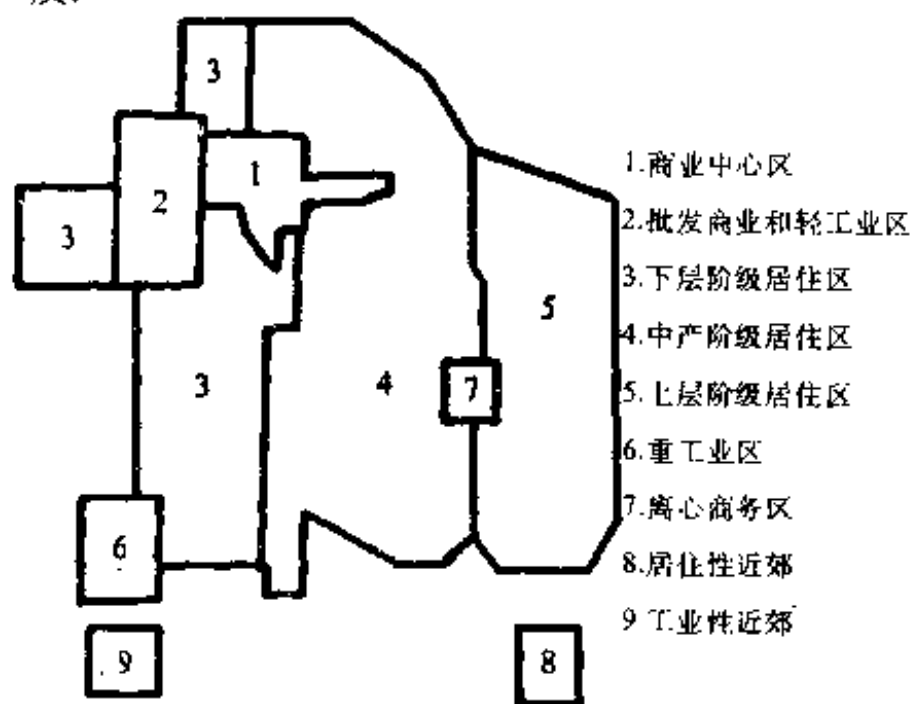 3
1
2
3
5
3
4
7
6
9
8
1.商业中心区
2.批发商业和轻工业区
3.下层阶级居住区
4.中产阶级居住区
5.上层阶级居住区
6.重工业区
7.离心商务区
8.居住性近郊
9 工业性近郊